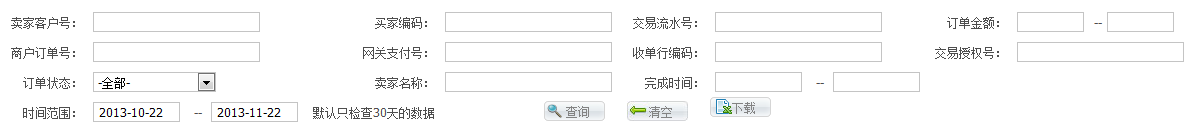 卖家客户号： 买家编码： 交易流水号： 订单金额： --
商户订单号： 网关支付号： 收单行编码： 交易授权号：
订单状态： -全部- 卖家名称： 完成时间： --
时间范围： 2013-10-22 -- 2013-11-22 默认只检查30天的数据 查询 清空 下载